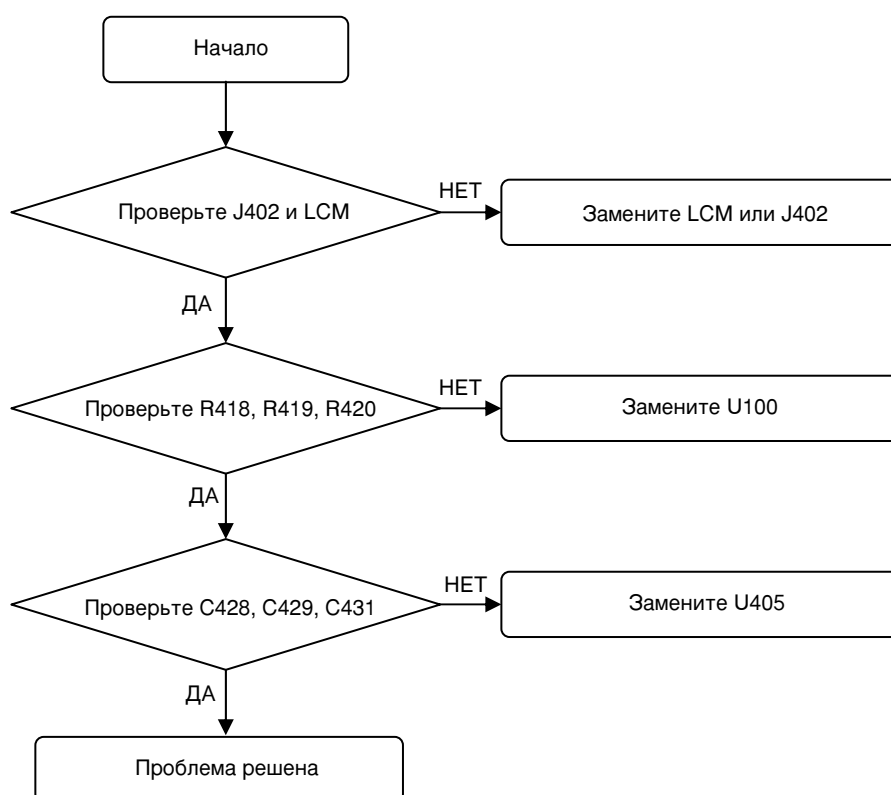 Начало
Проверьте J402 и LCM
НЕТ
Замените LCM или J402
ДА
Проверьте R418, R419, R420
НЕТ
Замените U100
ДА
Проверьте C428, C429, C431
НЕТ
Замените U405
ДА
Проблема решена